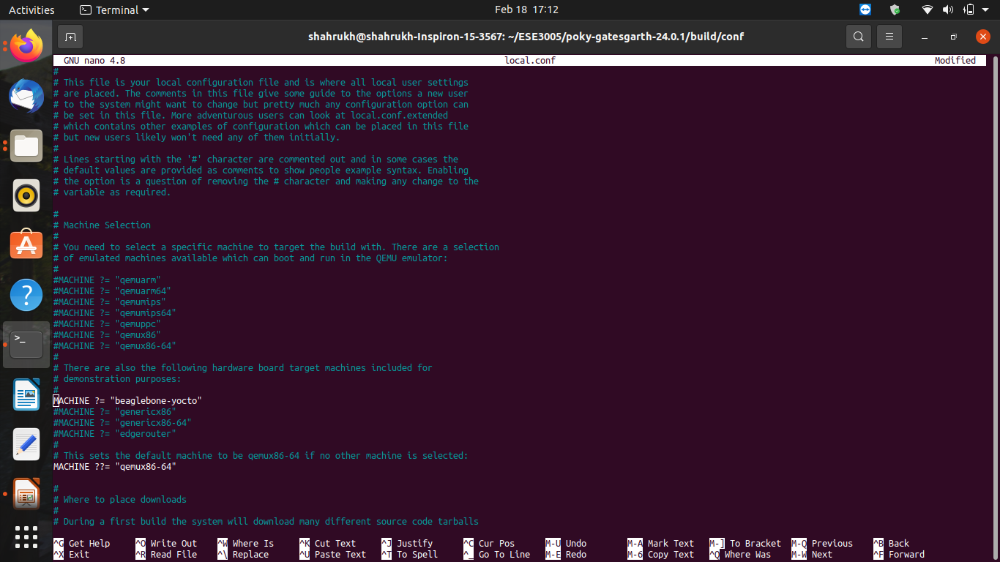 Activities
Terminal
Feb 18 17:12
shahrukh@shahrukh-Inspiron-15-3567: ~/ESE3005/poky-gatesgarth-24.0.1/build/conf
GNU nano 4.8 local.conf Modified
#
# This file is your local configuration file and is where all local user settings
# are placed. The comments in this file give some guide to the options a new user
# to the system might want to change but pretty much any configuration option can
# be set in this file. More adventurous users can look at local.conf.extended
# which contains other examples of configuration which can be placed in this file
# but new users likely won't need any of them initially.
#
# Lines starting with the '#' character are commented out and in some cases the
# default values are provided as comments to show people example syntax. Enabling
# the option is a question of removing the # character and making any change to the
# variable as required.
#
# Machine Selection
#
# You need to select a specific machine to target the build with. There are a selection
# of emulated machines available which can boot and run in the QEMU emulator:
#
#MACHINE ?= "qemuarm"
#MACHINE ?= "qemuarm64"
#MACHINE ?= "qemumips"
#MACHINE ?= "qemumips64"
#MACHINE ?= "qemuppc"
#MACHINE ?= "qemux86"
#MACHINE ?= "qemux86-64"
#
# There are also the following hardware board target machines included for
# demonstration purposes:
#
MACHINE ?= "beaglebone-yocto"
#MACHINE ?= "genericx86"
#MACHINE ?= "genericx86-64"
#MACHINE ?= "edgerouter"
#
# This sets the default machine to be qemux86-64 if no other machine is selected:
MACHINE ??= "qemux86-64"
#
# Where to place downloads
#
# During a first build the system will download many different source code tarballs
^G Get Help ^O Write Out ^W Where Is ^K Cut Text ^J Justify ^C Cur Pos M-U Undo M-A Mark Text M-] To Bracket M-Q Previous ^B Back
^X Exit ^R Read File ^\ Replace ^U Paste Text ^T To Spell ^_ Go To Line M-E Redo M-6 Copy Text ^Q Where Was M-W Next ^F Forward